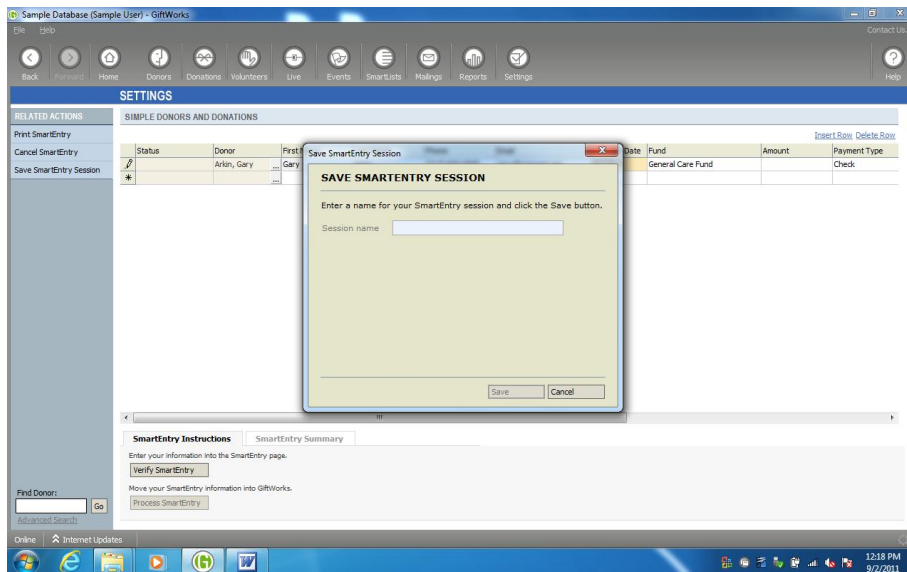 Sample Database (Sample User) - GiftWorks
File Help Contact Us
Back Forward Home Donors Donations Volunteers Live Events SmartLists Mailings Reports Settings Help
SETTINGS
RELATED ACTIONS
Print SmartEntry
Cancel SmartEntry
Save SmartEntry Session
SIMPLE DONORS AND DONATIONS
Insert Row Delete Row
Status Donor First Date Fund Amount Payment Type
Arkin, Gary ... Gary General Care Fund Check
* ...
Save SmartEntry Session
SAVE SMARTENTRY SESSION
Enter a name for your SmartEntry session and click the Save button.
Session name
Save Cancel
SmartEntry Instructions SmartEntry Summary
Enter your information into the SmartEntry page.
Verify SmartEntry
Move your SmartEntry information into GiftWorks.
Process SmartEntry
Find Donor:
Go
Advanced Search
Online Internet Updates
12:18 PM
9/2/2011